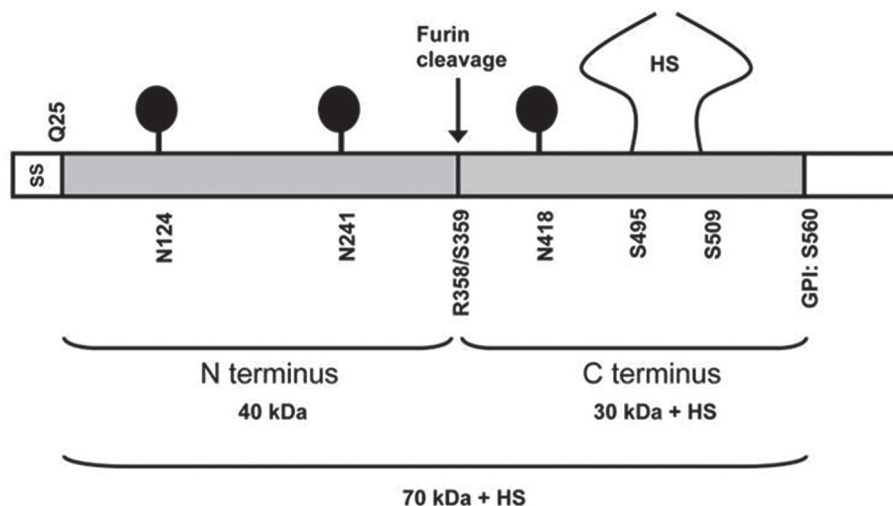 Furin
cleavage
HS
Q25
SS
N124
N241
R358/S359
N418
S495
S509
GPI: S560
N terminus
C terminus
40 kDa
30 kDa + HS
70 kDa + HS